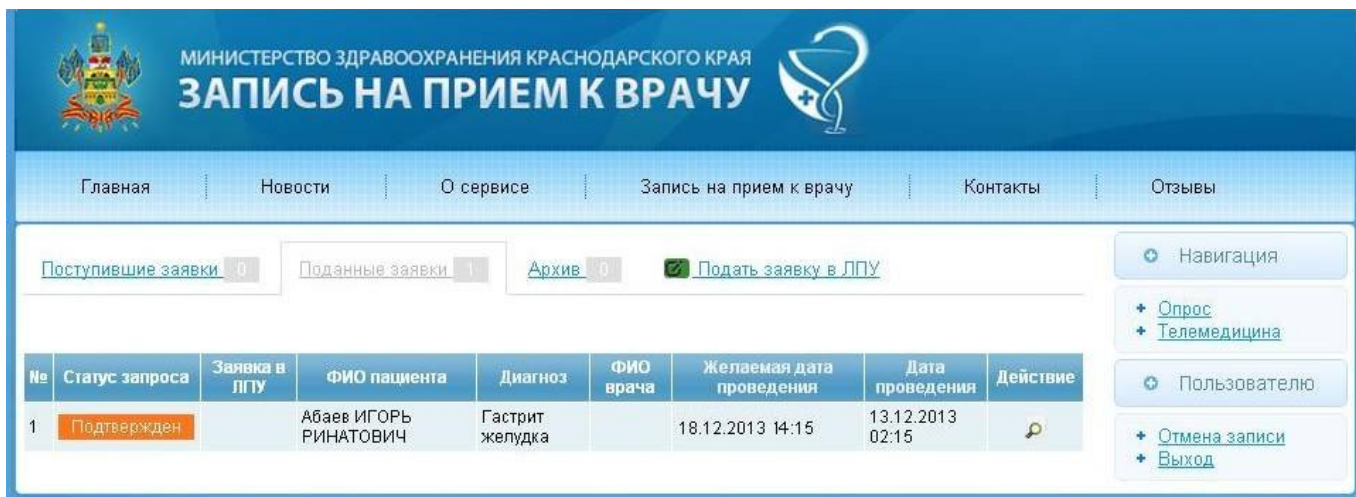 МИНИСТЕРСТВО ЗДРАВООХРАНЕНИЯ КРАСНОДАРСКОГО КРАЯ
ЗАПИСЬ НА ПРИЕМ К ВРАЧУ
Главная Новости О сервисе Запись на прием к врачу Контакты Отзывы
Поступившие заявки 0 Поданные заявки 1 Архив 0 Подать заявку в ЛПУ
Навигация
Опрос
Телемедицина
Пользователю
Отмена записи
Выход
№ Статус запроса Заявка в ЛПУ ФИО пациента Диагноз ФИО врача Желаемая дата проведения Дата проведения Действие
1 Подтвержден Абаев ИГОРЬ РИНАТОВИЧ Гастрит желудка 18.12.2013 14:15 13.12.2013 02:15